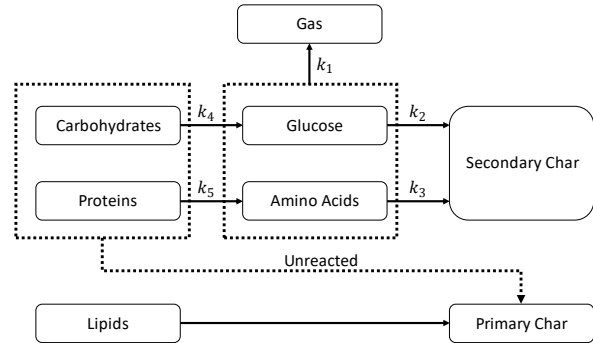 Gas
k₁
Carbohydrates
k₄
Glucose
k₂
Secondary Char
Proteins
k₅
Amino Acids
k₃
Unreacted
Lipids
Primary Char